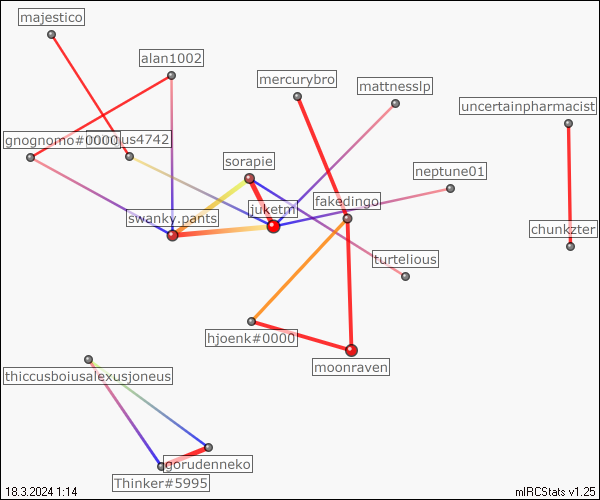 majestico
alan1002
mercurybro
mattnesslp
uncertainpharmacist
gnognomo#0000
us4742
sorapie
neptune01
juketm
fakedingo
swanky.pants
chunkzter
turtelious
hjoenk#0000
moonraven
thiccusboiusalexusjoneus
gorudenneko
Thinker#5995
18.3.2024 1:14
mIRCStats v1.25